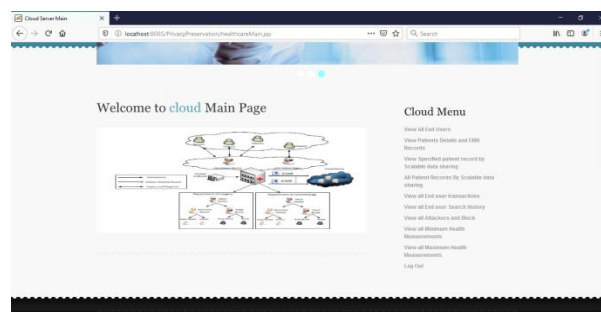 Cloud Server Main
localhost:8085/PrivacyPreservation/healthcareMain.jsp
Search
Welcome to cloud Main Page
Cloud Menu
View All End Users
View Patients Details and EMR
Records
View Specified patient record by
Scalable data sharing
All Patient Records By Scalable data
sharing
View all End user transactions
View all End user Search History
View all Attackers and Block
View all Minimum Health
Measurements
View all Maximum Health
Measurements
Log Out